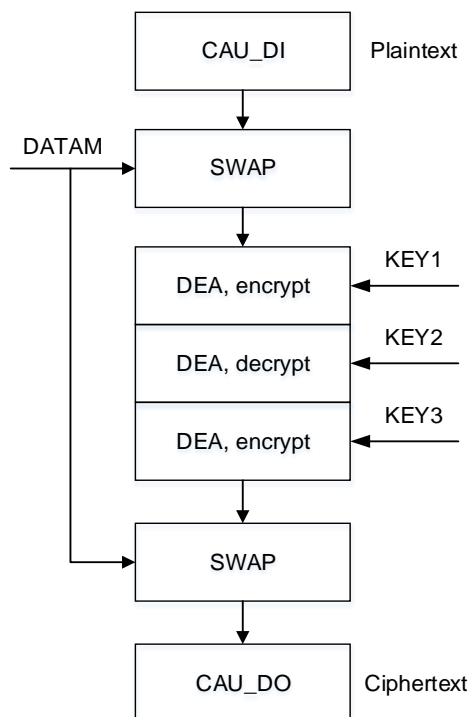 CAU_DI Plaintext
DATAM
SWAP
KEY1
DEA, encrypt
KEY2
DEA, decrypt
KEY3
DEA, encrypt
SWAP
CAU_DO Ciphertext